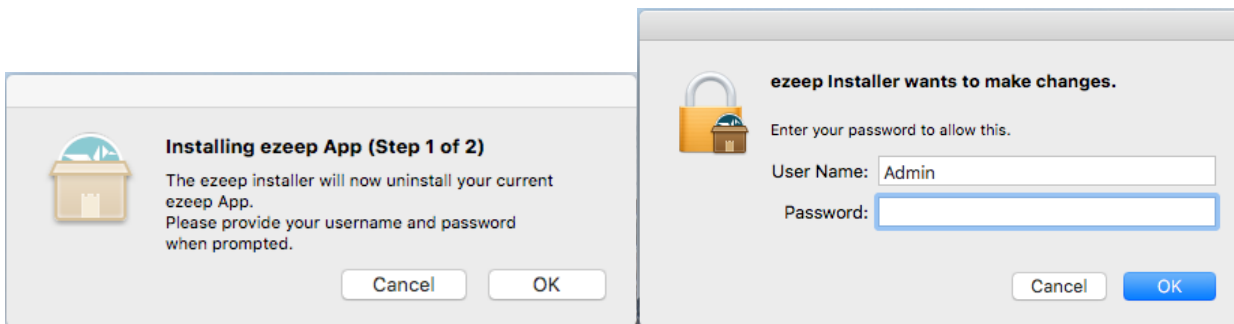 Installing ezeep App (Step 1 of 2)
The ezeep installer will now uninstall your current
ezeep App.
Please provide your username and password
when prompted.
Cancel
OK
ezeep Installer wants to make changes.
Enter your password to allow this.
User Name: Admin
Password:
Cancel
OK